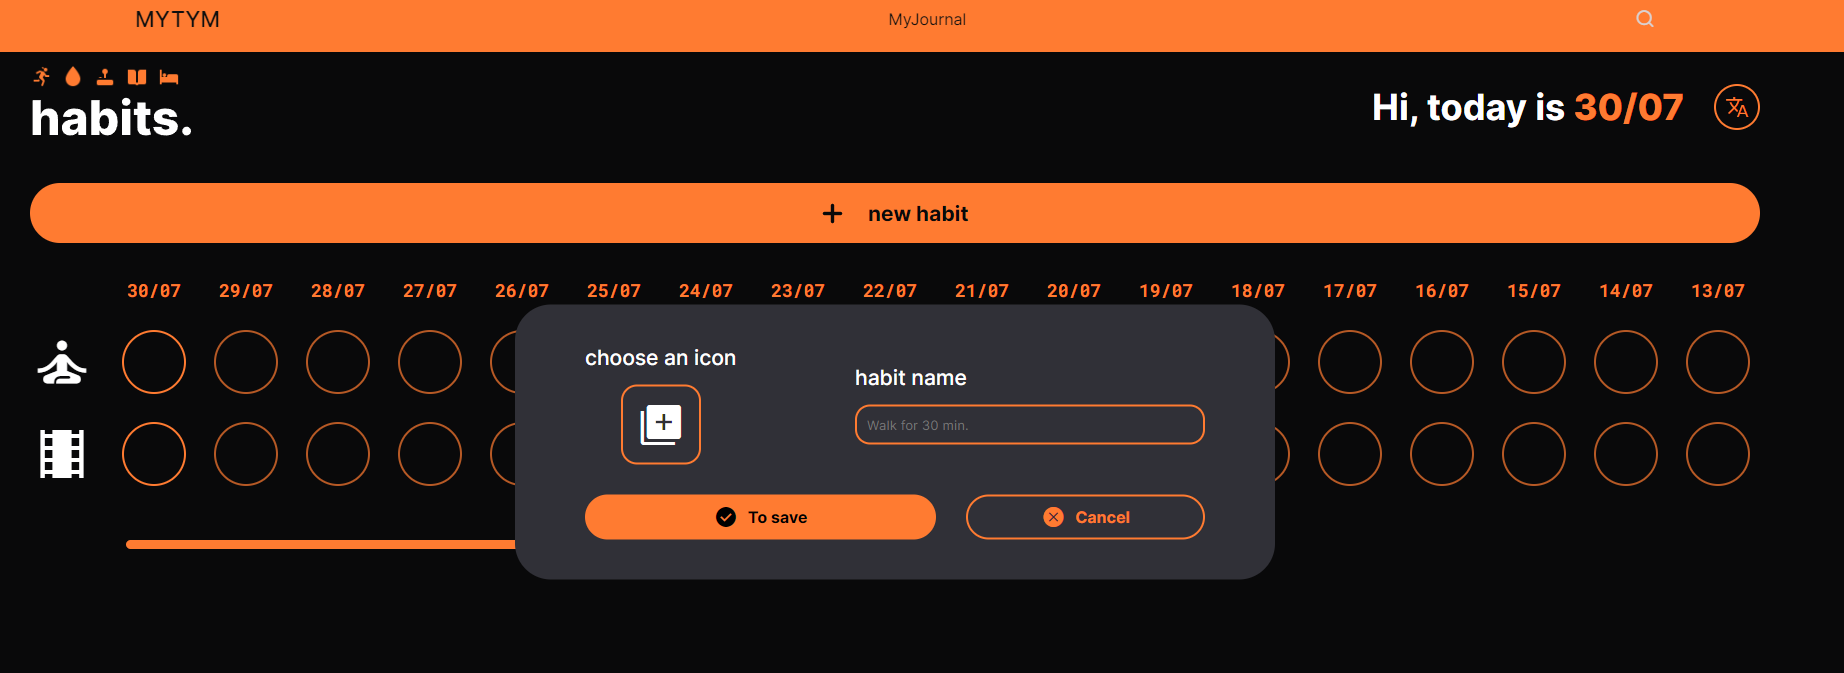 MYTYM
MyJournal
habits.
Hi, today is 30/07
new habit
30/07 29/07 28/07 27/07 26/07 25/07 24/07 23/07 22/07 21/07 20/07 19/07 18/07 17/07 16/07 15/07 14/07 13/07
choose an icon
habit name
Walk for 30 min.
To save
Cancel